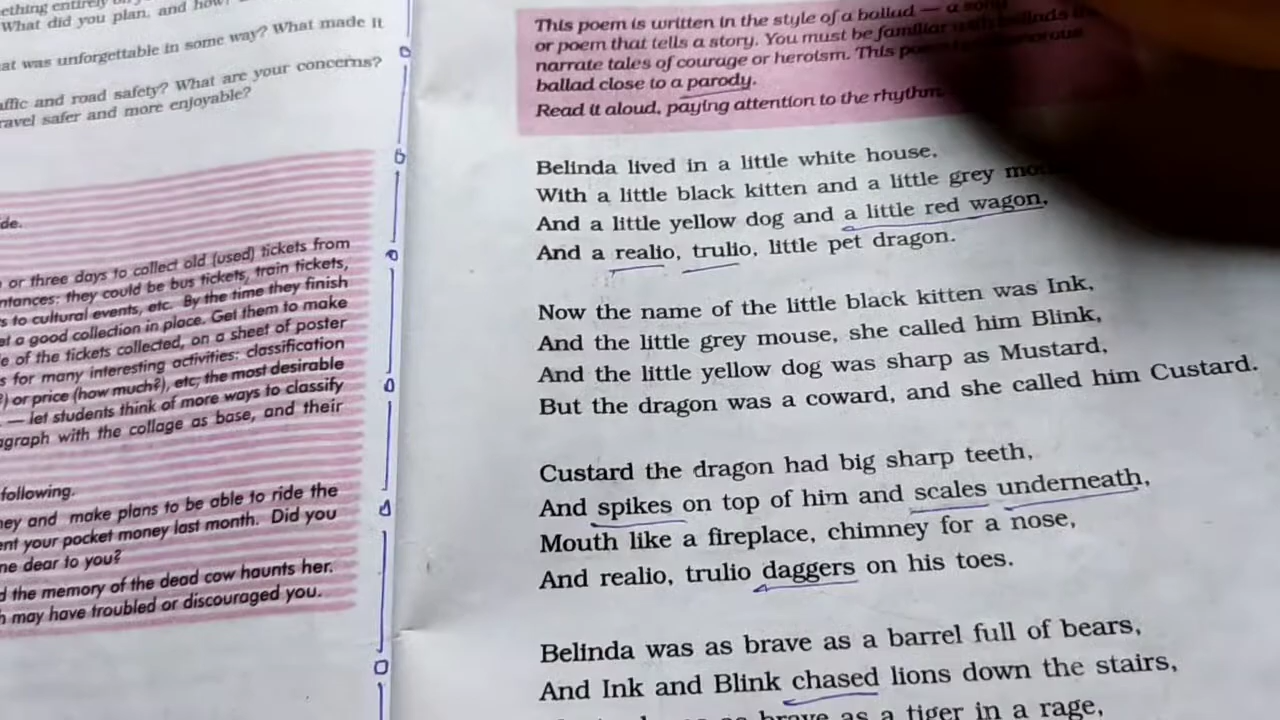 ething entirely on
What did you plan, and how
at was unforgettable in some way? What made it
affic and road safety? What are your concerns?
ravel safer and more enjoyable?
de.
or three days to collect old (used) tickets from
ntances: they could be bus tickets, train tickets,
s to cultural events, etc. By the time they finish
et a good collection in place. Get them to make
e of the tickets collected, on a sheet of poster
s for many interesting activities: classification
) or price (how much?), etc, the most desirable
— let students think of more ways to classify
agraph with the collage as base, and their
following.
ney and make plans to be able to ride the
ent your pocket money last month. Did you
ne dear to you?
d the memory of the dead cow haunts her.
h may have troubled or discouraged you.
This poem is written in the style of a ballad — a song
or poem that tells a story. You must be familiar with ballads
narrate tales of courage or heroism. This
ballad close to a parody.
Read it aloud, paying attention to the rhythm
Belinda lived in a little white house,
With a little black kitten and a little grey
And a little yellow dog and a little red wagon,
And a realio, trulio, little pet dragon.
Now the name of the little black kitten was Ink,
And the little grey mouse, she called him Blink,
And the little yellow dog was sharp as Mustard,
But the dragon was a coward, and she called him Custard.
Custard the dragon had big sharp teeth,
And spikes on top of him and scales underneath,
Mouth like a fireplace, chimney for a nose,
And realio, trulio daggers on his toes.
Belinda was as brave as a barrel full of bears,
And Ink and Blink chased lions down the stairs,
brave as a tiger in a rage,